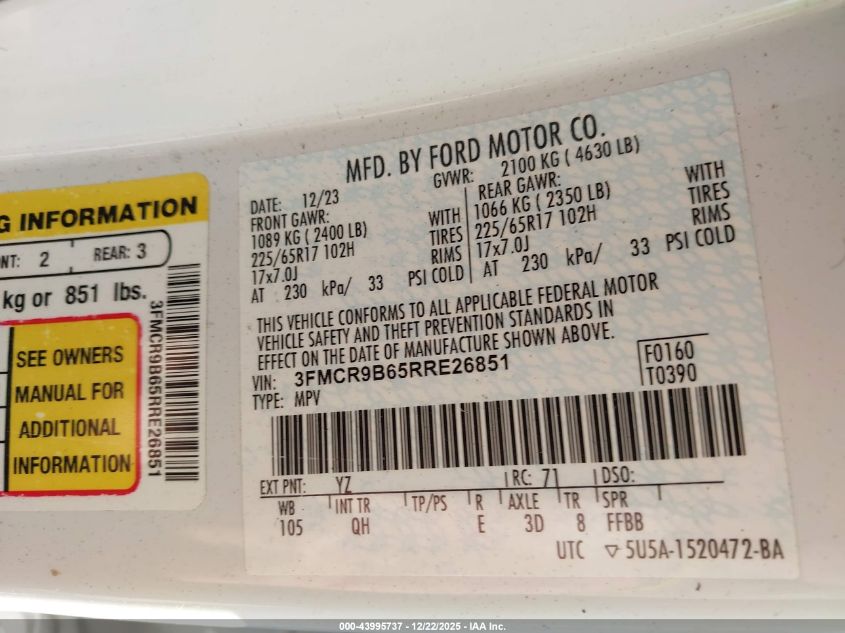 G INFORMATION
NT: 2 REAR: 3
kg or 851 lbs.
SEE OWNERS
MANUAL FOR
ADDITIONAL
INFORMATION
3FMCR9B65RRE26851
MFD. BY FORD MOTOR CO.
DATE: 12/23 GVWR: 2100 KG ( 4630 LB)
FRONT GAWR: REAR GAWR:
1089 KG (2400 LB) WITH 1066 KG ( 2350 LB) WITH
225/65R17 102H TIRES 225/65R17 102H TIRES
17x7.0J RIMS 17x7.0J RIMS
AT 230 kPa/ 33 PSI COLD AT 230 kPa/ 33 PSI COLD
THIS VEHICLE CONFORMS TO ALL APPLICABLE FEDERAL MOTOR
VEHICLE SAFETY AND THEFT PREVENTION STANDARDS IN
EFFECT ON THE DATE OF MANUFACTURE SHOWN ABOVE.
VIN: 3FMCR9B65RRE26851 F0160
TYPE: MPV T0390
EXT PNT: YZ RC: 71 DSO:
WB INT TR TP/PS R AXLE TR SPR
105 QH E 3D 8 FFBB
UTC ▽5U5A-1520472-BA
000-43995737 - 12/22/2025 - IAA Inc.